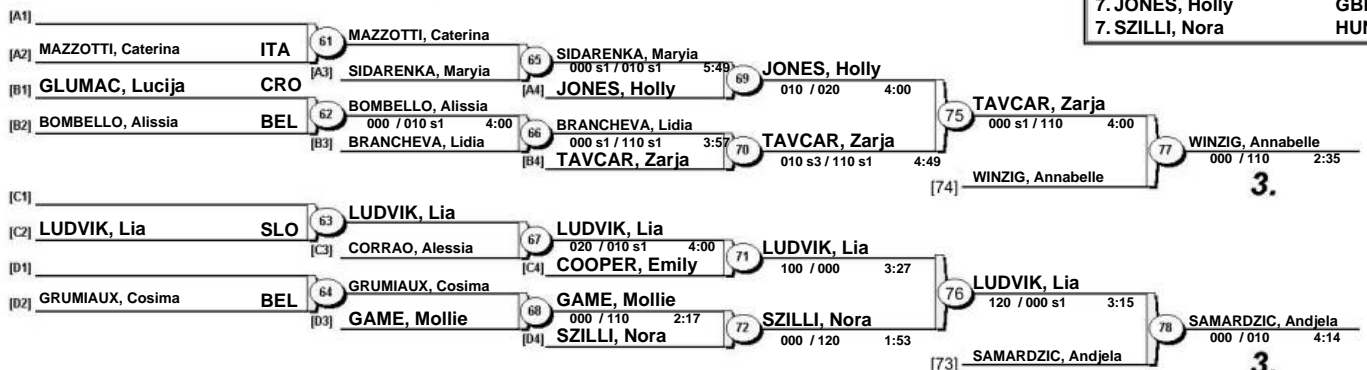 7. JONES, Holly GB
7. SZILLI, Nora HUN
[A1]
[A2] MAZZOTTI, Caterina ITA
61 MAZZOTTI, Caterina
[A3] SIDARENKA, Maryia
65 SIDARENKA, Maryia
000 s1 / 010 s1 5:49
[A4] JONES, Holly
69 JONES, Holly
010 / 020 4:00
[B1] GLUMAC, Lucija CRO
[B2] BOMBELLO, Alissia BEL
62 BOMBELLO, Alissia
000 / 010 s1 4:00
[B3] BRANCHEVA, Lidia
66 BRANCHEVA, Lidia
000 s1 / 110 s1 3:57
[B4] TAVCAR, Zarja
70 TAVCAR, Zarja
010 s3 / 110 s1 4:49
75 TAVCAR, Zarja
000 s1 / 110 4:00
[74] WINZIG, Annabelle
77 WINZIG, Annabelle
000 / 110 2:35
3.
[C1]
[C2] LUDVIK, Lia SLO
63 LUDVIK, Lia
[C3] CORRAO, Alessia
67 LUDVIK, Lia
020 / 010 s1 4:00
[C4] COOPER, Emily
71 LUDVIK, Lia
100 / 000 3:27
[D1]
[D2] GRUMIAUX, Cosima BEL
64 GRUMIAUX, Cosima
[D3] GAME, Mollie
68 GAME, Mollie
000 / 110 2:17
[D4] SZILLI, Nora
72 SZILLI, Nora
000 / 120 1:53
76 LUDVIK, Lia
120 / 000 s1 3:15
[73] SAMARDZIC, Andjela
78 SAMARDZIC, Andjela
000 / 010 4:14
3.